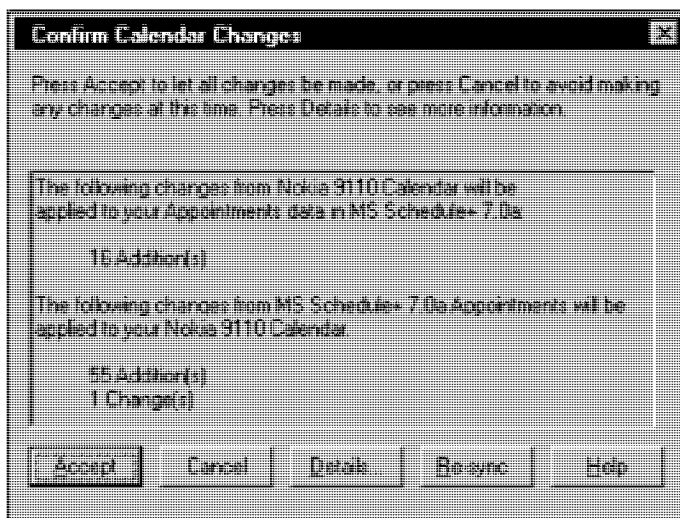 Confirm Calendar Changes
Press Accept to let all changes be made, or press Cancel to avoid making
any changes at this time. Press Details to see more information.
The following changes from Nokia 9110 Calendar will be
applied to your Appointments data in MS Schedule+ 7.0a.
16 Addition(s)
The following changes from MS Schedule+ 7.0a Appointments will be
applied to your Nokia 9110 Calendar.
55 Addition(s)
1 Change(s)
Accept Cancel Details... Re-sync Help